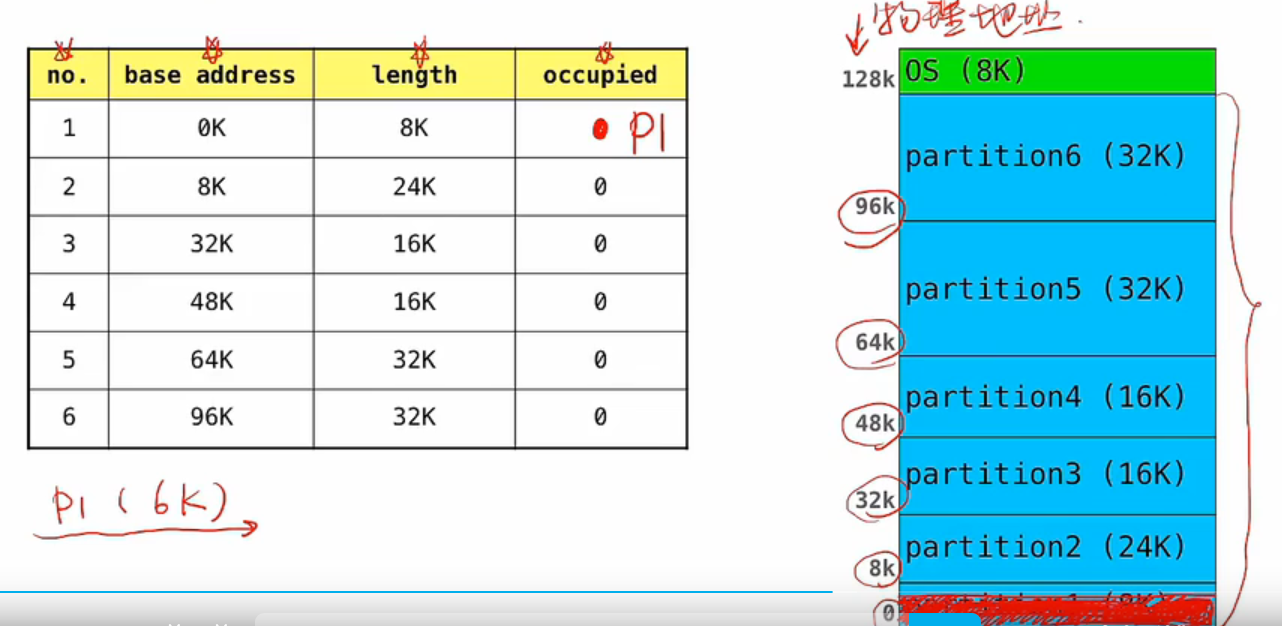 物理地址.
no. base address length occupied
1 0K 8K P1
2 8K 24K 0
3 32K 16K 0
4 48K 16K 0
5 64K 32K 0
6 96K 32K 0
P1 (6K)
128k OS (8K)
partition6 (32K)
96k
partition5 (32K)
64k
partition4 (16K)
48k
partition3 (16K)
32k
partition2 (24K)
8k
0